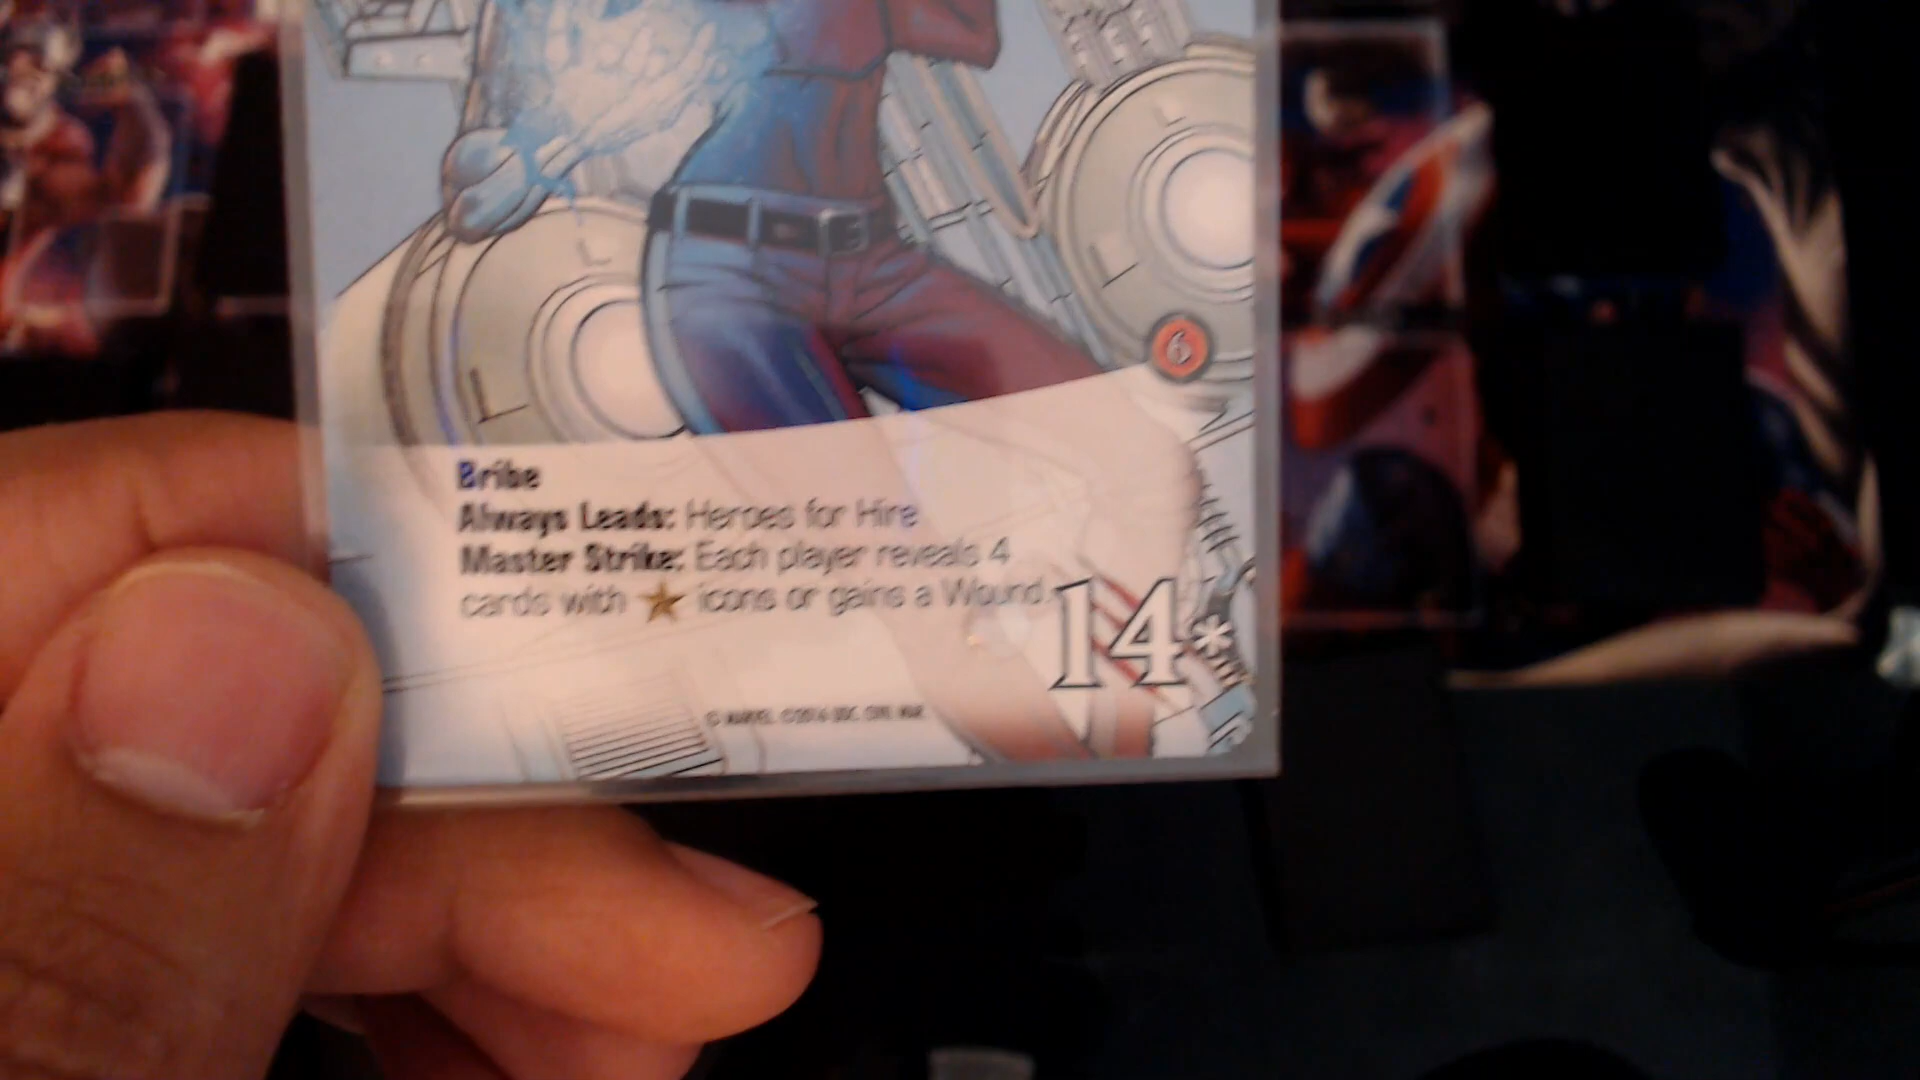 6
Bribe
Always Leads: Heroes for Hire
Master Strike: Each player reveals 4
cards with ★ icons or gains a Wound.
14*
© MARVEL